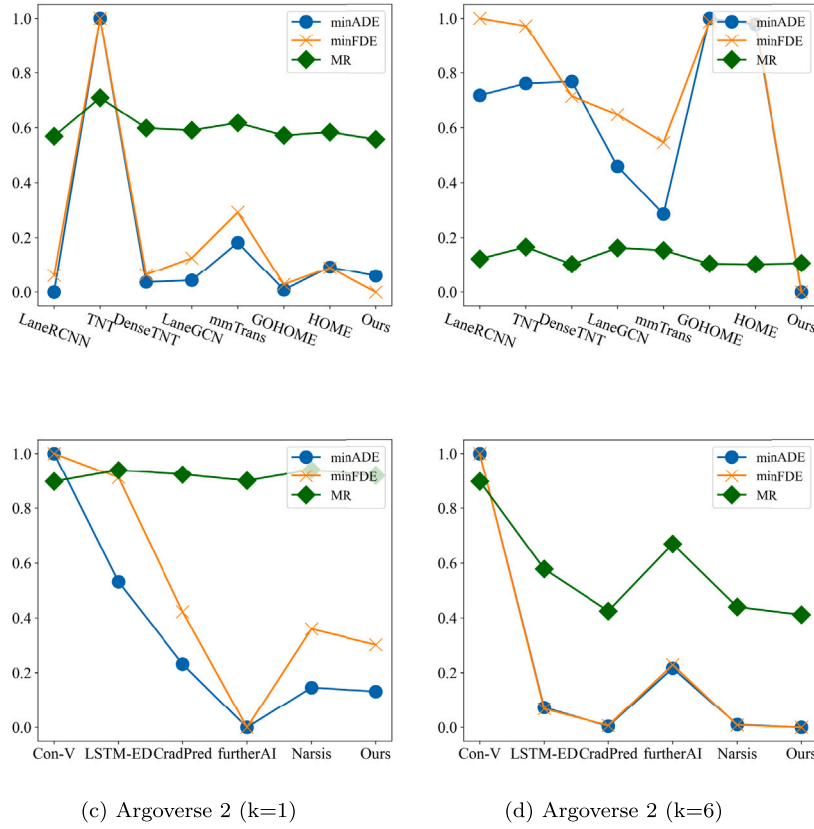 1.0
0.8
0.6
0.4
0.2
0.0
minADE
minFDE
MR
LaneRCNN
TNT
DenseTNT
LaneGCN
mmTrans
GOHOME
HOME
Ours
1.0
0.8
0.6
0.4
0.2
0.0
minADE
minFDE
MR
LaneRCNN
TNT
DenseTNT
LaneGCN
mmTrans
GOHOME
HOME
Ours
1.0
0.8
0.6
0.4
0.2
0.0
minADE
minFDE
MR
Con-V LSTM-ED CradPred furtherAI Narsis Ours
1.0
0.8
0.6
0.4
0.2
0.0
minADE
minFDE
MR
Con-V LSTM-ED CradPred furtherAI Narsis Ours
(c) Argoverse 2 (k=1)
(d) Argoverse 2 (k=6)